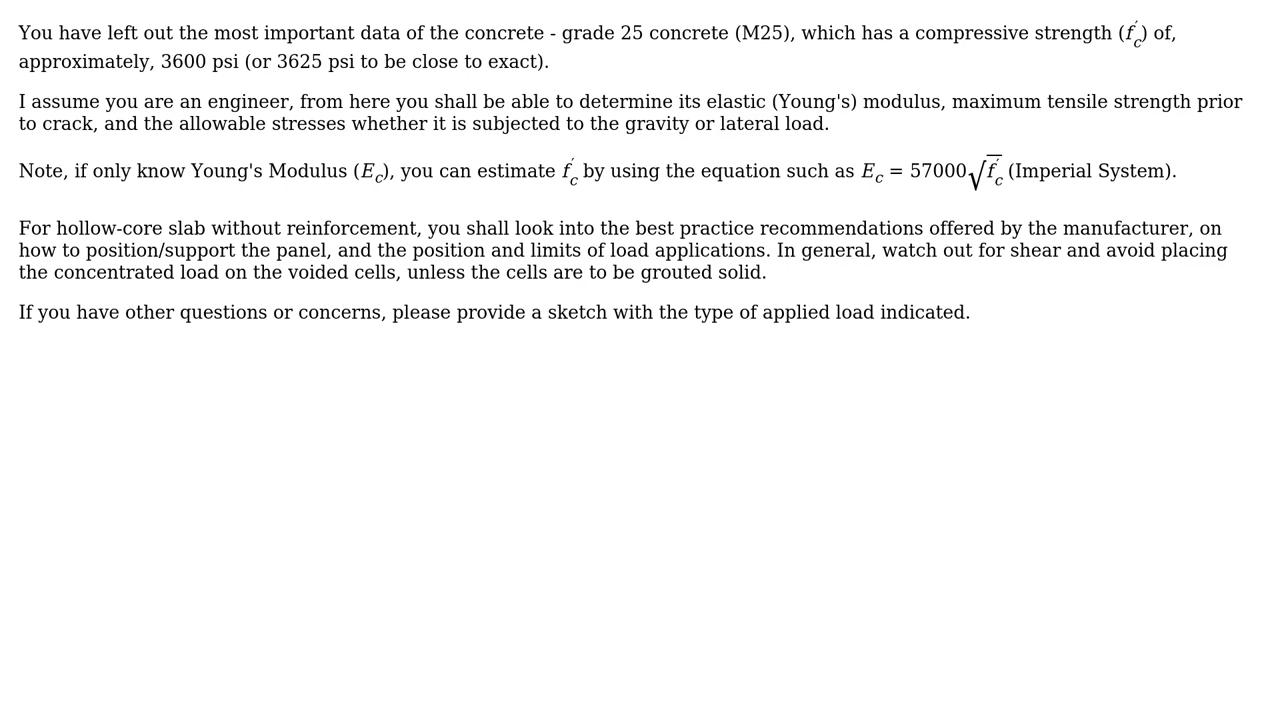 You have left out the most important data of the concrete - grade 25 concrete (M25), which has a compressive strength (f'c) of,
approximately, 3600 psi (or 3625 psi to be close to exact).
I assume you are an engineer, from here you shall be able to determine its elastic (Young's) modulus, maximum tensile strength prior
to crack, and the allowable stresses whether it is subjected to the gravity or lateral load.
Note, if only know Young's Modulus (Ec), you can estimate f'c by using the equation such as Ec = 57000√f'c (Imperial System).
For hollow-core slab without reinforcement, you shall look into the best practice recommendations offered by the manufacturer, on
how to position/support the panel, and the position and limits of load applications. In general, watch out for shear and avoid placing
the concentrated load on the voided cells, unless the cells are to be grouted solid.
If you have other questions or concerns, please provide a sketch with the type of applied load indicated.